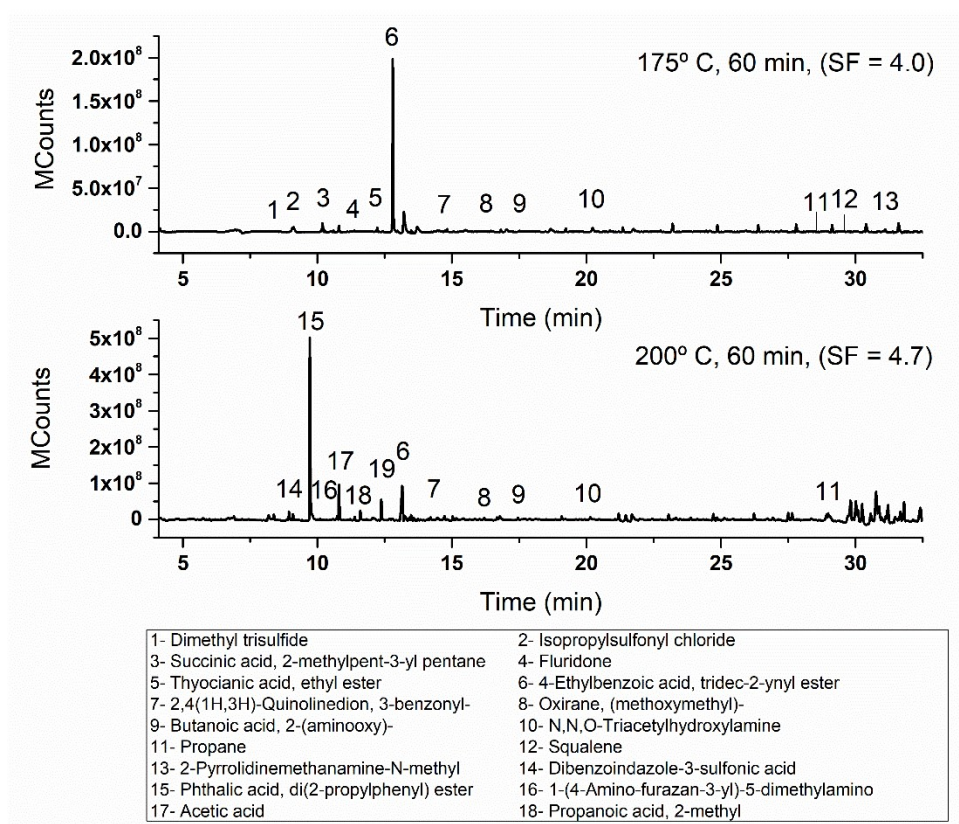 6
2.0x10⁸
175º C, 60 min, (SF = 4.0)
1.5x10⁸
MCounts
1.0x10⁸
5.0x10⁷
1 2 3 4 5 7 8 9 10 11 12 13
0.0
5 10 15 20 25 30
Time (min)
15
5x10⁸
200º C, 60 min, (SF = 4.7)
4x10⁸
MCounts
3x10⁸
2x10⁸
1x10⁸
14 16 17 18 19 6 7 8 9 10 11
0
5 10 15 20 25 30
Time (min)
1- Dimethyl trisulfide 2- Isopropylsulfonyl chloride
3- Succinic acid, 2-methylpent-3-yl pentane 4- Fluridone
5- Thyocianic acid, ethyl ester 6- 4-Ethylbenzoic acid, tridec-2-ynyl ester
7- 2,4(1H,3H)-Quinolinedion, 3-benzonyl- 8- Oxirane, (methoxymethyl)-
9- Butanoic acid, 2-(aminooxy)- 10- N,N,O-Triacetylhydroxylamine
11- Propane 12- Squalene
13- 2-Pyrrolidinemethanamine-N-methyl 14- Dibenzoindazole-3-sulfonic acid
15- Phthalic acid, di(2-propylphenyl) ester 16- 1-(4-Amino-furazan-3-yl)-5-dimethylamino
17- Acetic acid 18- Propanoic acid, 2-methyl